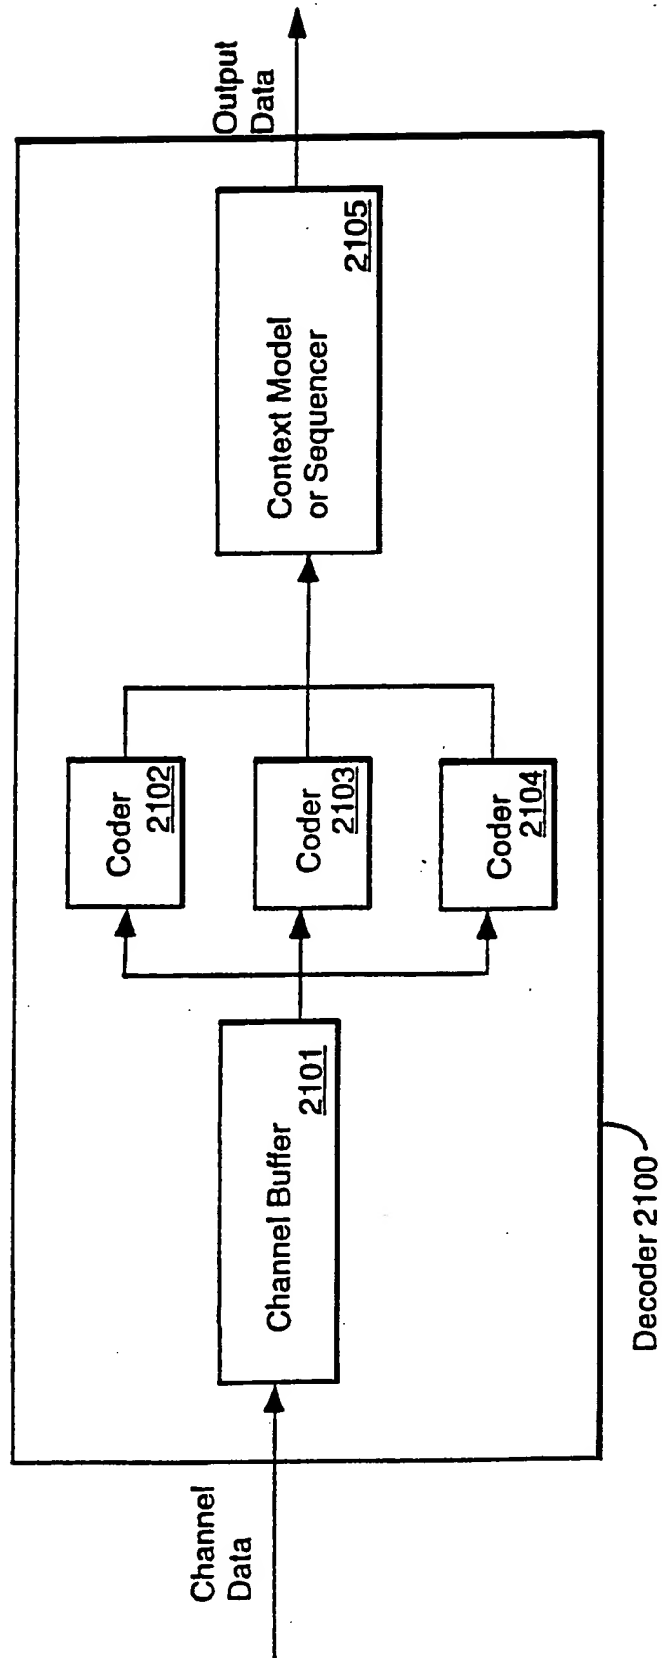 Channel
Data
Channel Buffer
2101
Coder
2102
Coder
2103
Coder
2104
Context Model
or Sequencer
2105
Output
Data
Decoder 2100